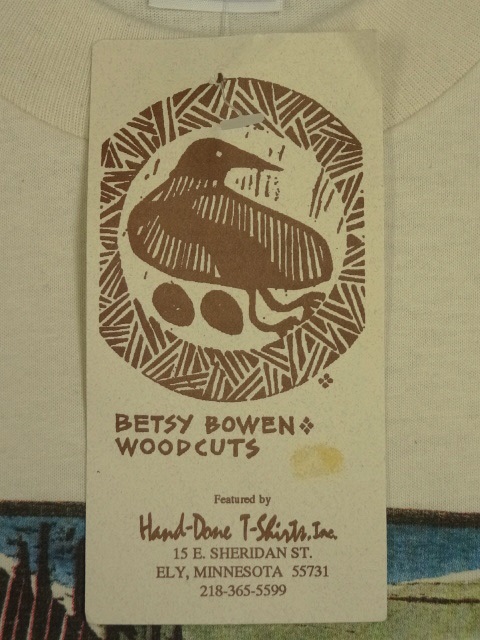 BETSY BOWEN
WOODCUTS
Featured by
Hand-Done T-Shirts, Inc.
15 E. SHERIDAN ST.
ELY, MINNESOTA 55731
218-365-5599